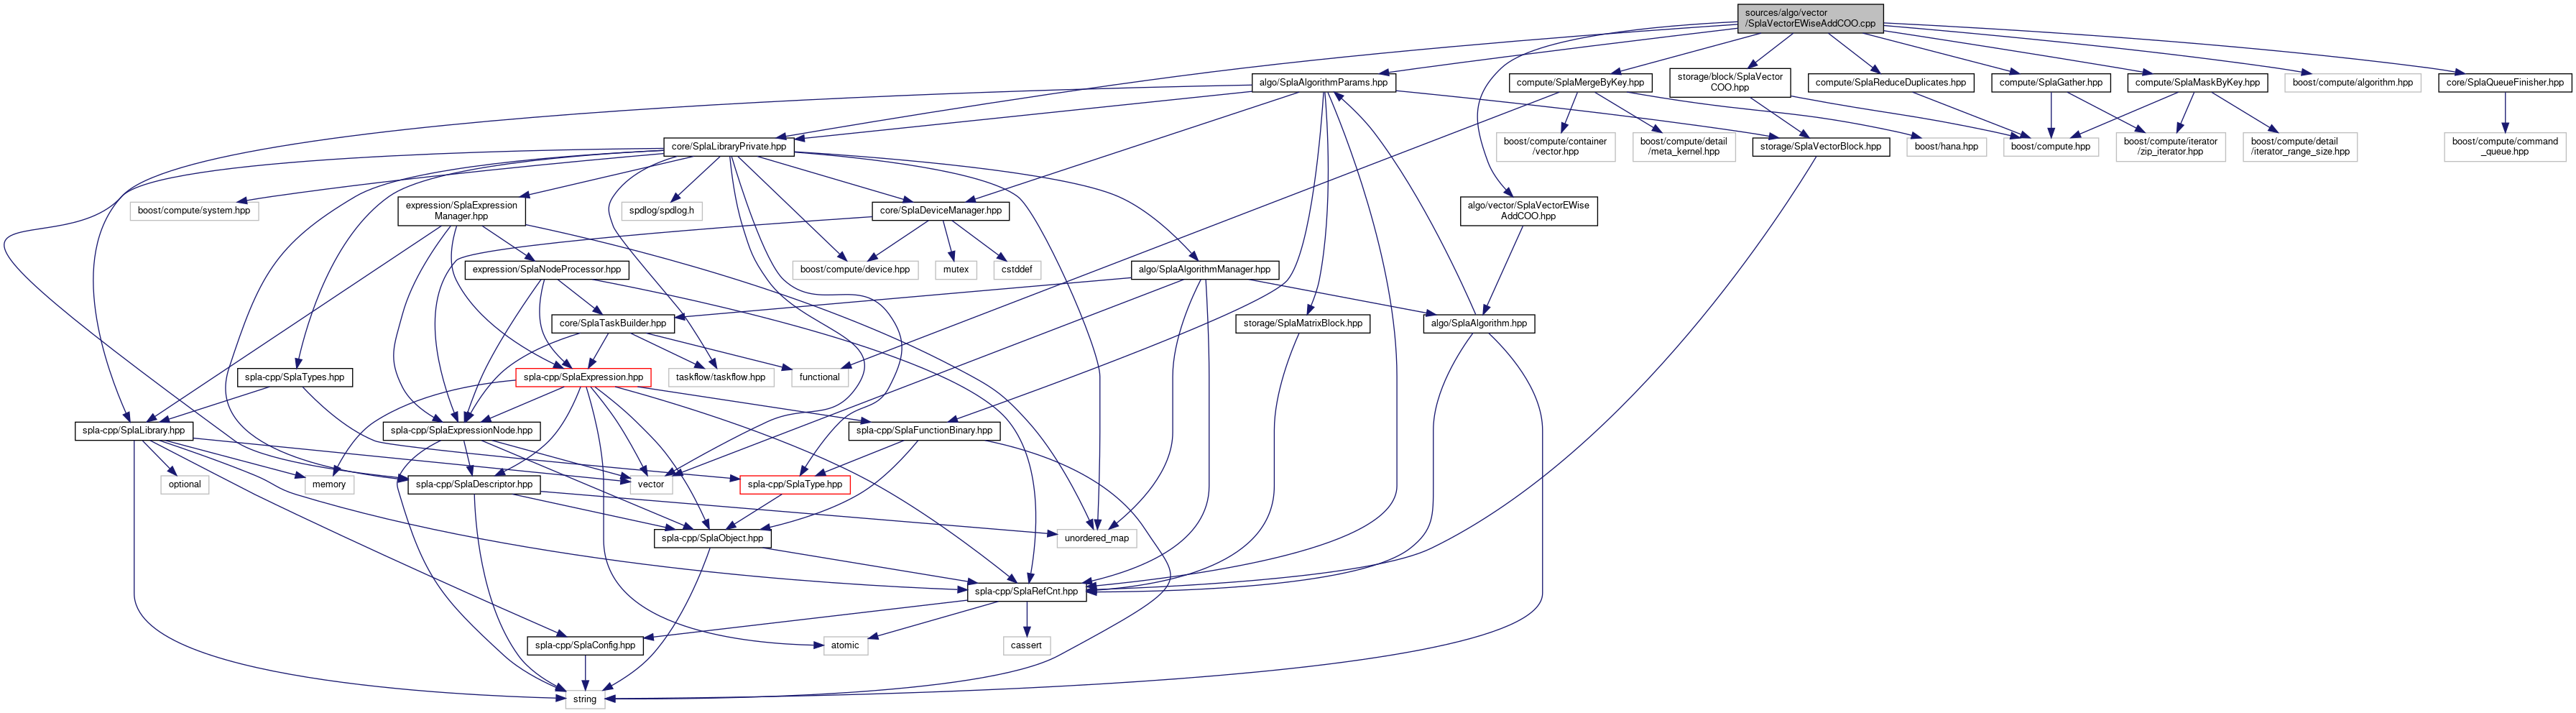 sources/algo/vector
/SplaVectorEWiseAddCOO.cpp
algo/SplaAlgorithmParams.hpp
compute/SplaMergeByKey.hpp
storage/block/SplaVector
COO.hpp
compute/SplaReduceDuplicates.hpp
compute/SplaGather.hpp
compute/SplaMaskByKey.hpp
boost/compute/algorithm.hpp
core/SplaQueueFinisher.hpp
core/SplaLibraryPrivate.hpp
boost/compute/container
/vector.hpp
boost/compute/detail
/meta_kernel.hpp
storage/SplaVectorBlock.hpp
boost/hana.hpp
boost/compute.hpp
boost/compute/iterator
/zip_iterator.hpp
boost/compute/detail
/iterator_range_size.hpp
boost/compute/command
_queue.hpp
boost/compute/system.hpp
expression/SplaExpression
Manager.hpp
spdlog/spdlog.h
core/SplaDeviceManager.hpp
algo/vector/SplaVectorEWise
AddCOO.hpp
expression/SplaNodeProcessor.hpp
boost/compute/device.hpp
mutex
cstddef
algo/SplaAlgorithmManager.hpp
core/SplaTaskBuilder.hpp
storage/SplaMatrixBlock.hpp
algo/SplaAlgorithm.hpp
spla-cpp/SplaTypes.hpp
spla-cpp/SplaExpression.hpp
taskflow/taskflow.hpp
functional
spla-cpp/SplaLibrary.hpp
spla-cpp/SplaExpressionNode.hpp
spla-cpp/SplaFunctionBinary.hpp
optional
memory
spla-cpp/SplaDescriptor.hpp
vector
spla-cpp/SplaType.hpp
spla-cpp/SplaObject.hpp
unordered_map
spla-cpp/SplaRefCnt.hpp
spla-cpp/SplaConfig.hpp
atomic
cassert
string